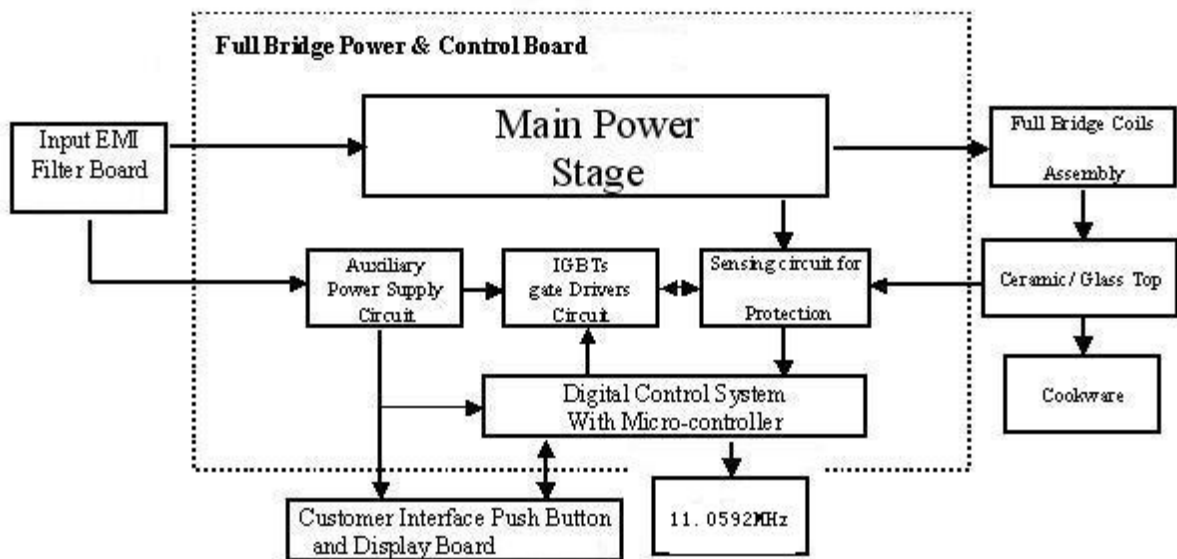 Full Bridge Power & Control Board
Input EMI
Filter Board
Main Power
Stage
Full Bridge Coils
Assembly
Auxiliary
Power Supply
Circuit
IGBTs
gate Drivers
Circuit
Sensing circuit for
Protection
Ceramic / Glass Top
Digital Control System
With Micro-controller
Cookware
Customer Interface Push Button
and Display Board
11.0592MHz